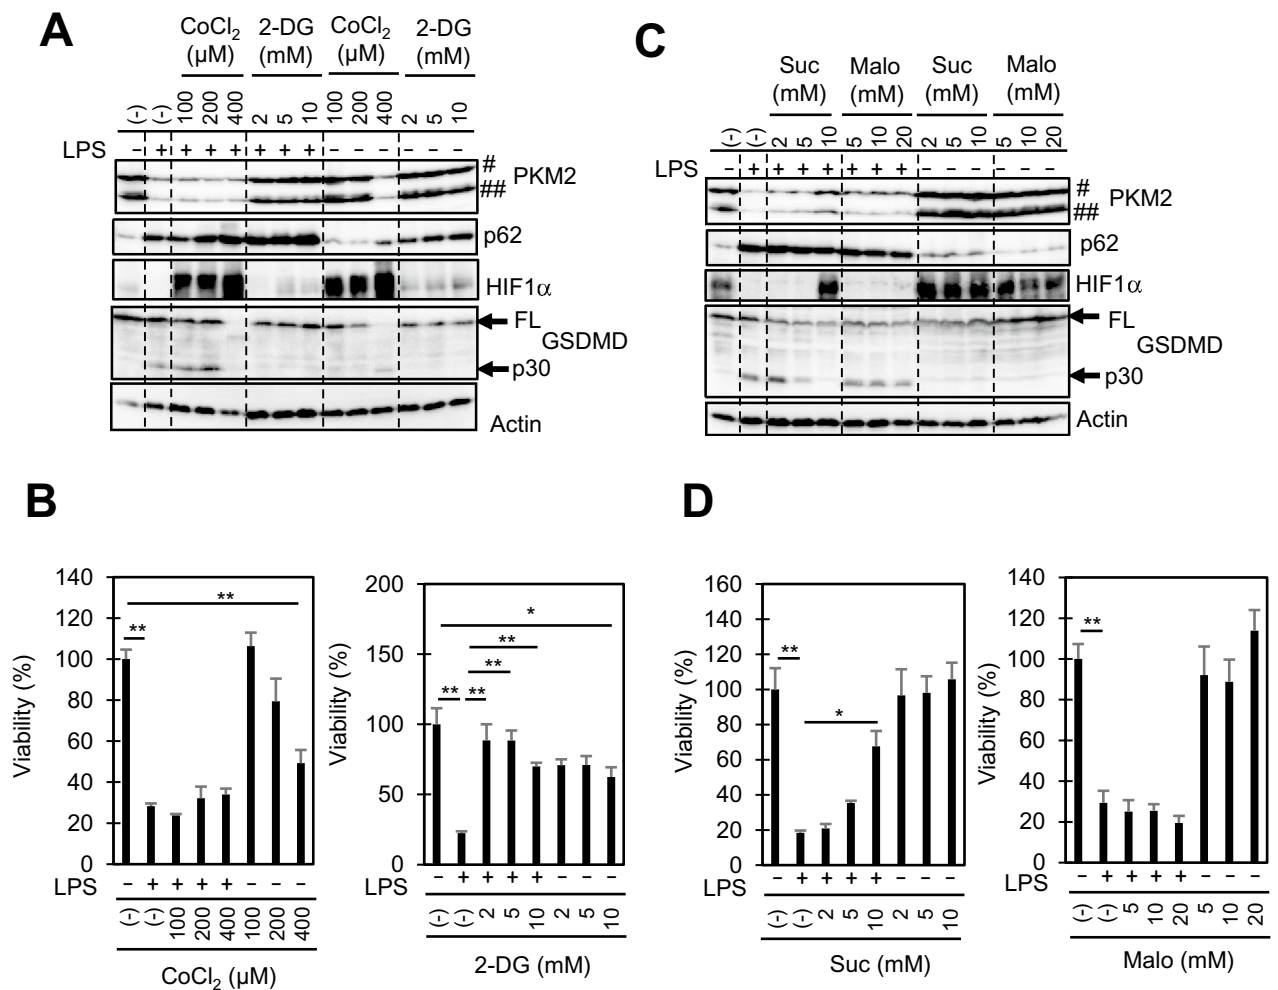 A
CoCl2 2-DG CoCl2 2-DG
(μM) (mM) (μM) (mM)
(-) (-) 100 200 400 2 5 10 100 200 400 2 5 10
LPS − + + + + + + + − − − − − −
# PKM2
##
p62
HIF1α
FL
GSDMD
p30
Actin
C
Suc Malo Suc Malo
(mM) (mM) (mM) (mM)
(-) (-) 2 5 10 5 10 20 2 5 10 5 10 20
LPS − + + + + + + + − − − − − −
# PKM2
##
p62
HIF1α
FL
GSDMD
p30
Actin
B
Viability (%)
140
120
100
80
60
40
20
0
** **
LPS − + + + + − − −
(-) (-) 100 200 400 100 200 400
CoCl2 (μM)
Viability (%)
200
150
100
50
0
*
**
**
** **
LPS − + + + + − − −
(-) (-) 2 5 10 2 5 10
2-DG (mM)
D
Viability (%)
160
140
120
100
80
60
40
20
0
**
*
LPS − + + + + − − −
(-) (-) 2 5 10 2 5 10
Suc (mM)
Viability (%)
140
120
100
80
60
40
20
0
**
LPS − + + + + − − −
(-) (-) 5 10 20 5 10 20
Malo (mM)